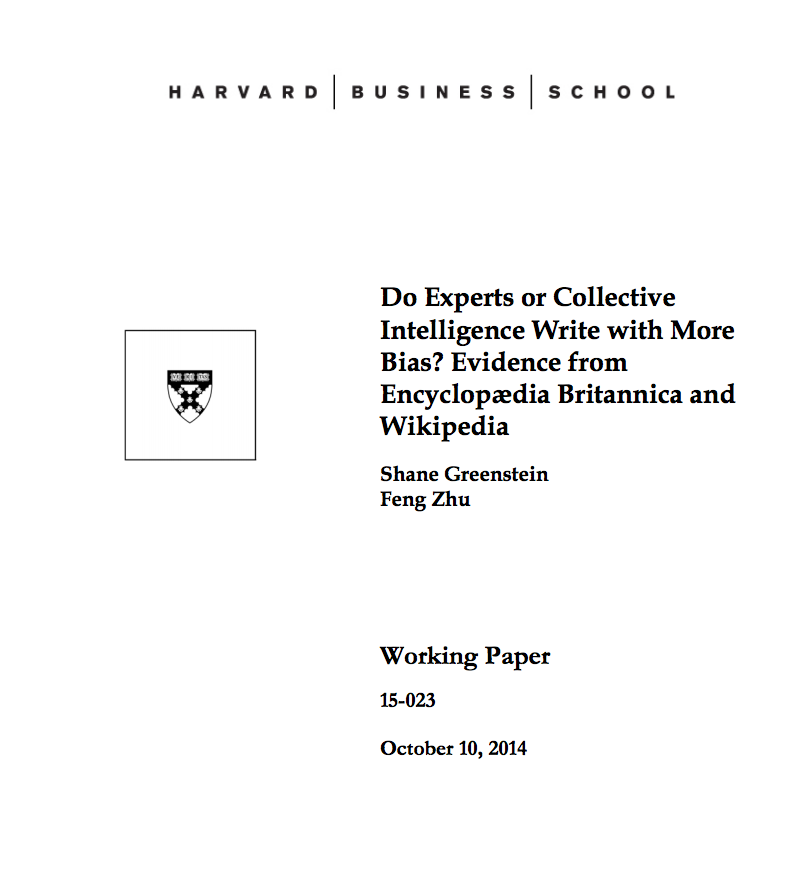 HARVARD | BUSINESS | SCHOOL
Do Experts or Collective
Intelligence Write with More
Bias? Evidence from
Encyclopædia Britannica and
Wikipedia
Shane Greenstein
Feng Zhu
Working Paper
15-023
October 10, 2014